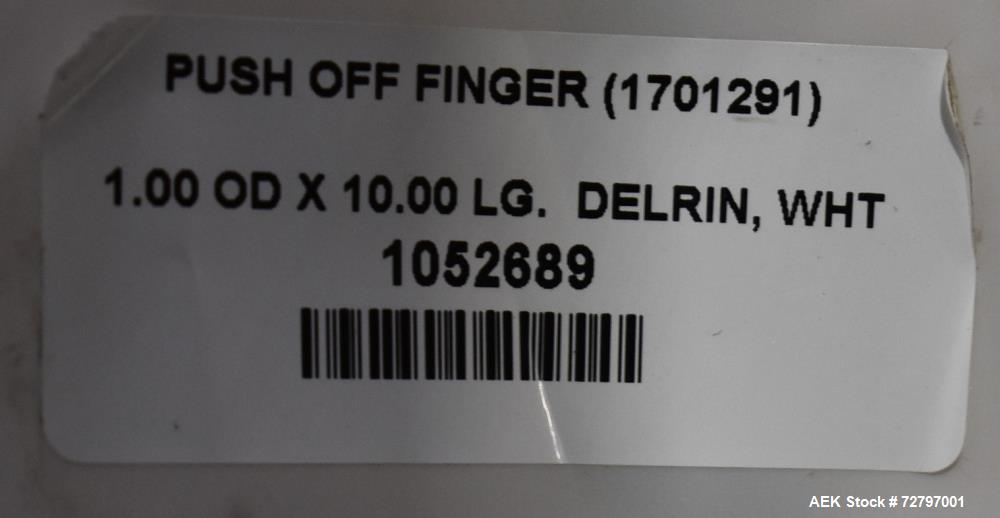 PUSH OFF FINGER (1701291)
1.00 OD X 10.00 LG. DELRIN, WHT
1052689
AEK Stock # 72797001